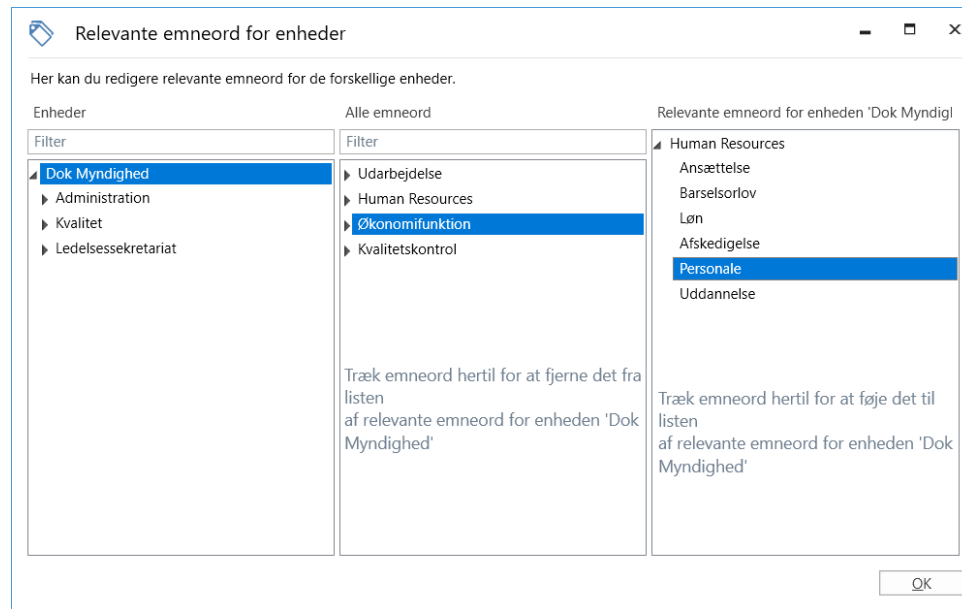 Relevante emneord for enheder
Her kan du redigere relevante emneord for de forskellige enheder.
Enheder
Filter
Dok Myndighed
Administration
Kvalitet
Ledelsessekretariat
Alle emneord
Filter
Udarbejdelse
Human Resources
Økonomifunktion
Kvalitetskontrol
Træk emneord hertil for at fjerne det fra
listen
af relevante emneord for enheden 'Dok
Myndighed'
Relevante emneord for enheden 'Dok Myndigl
Human Resources
Ansættelse
Barselsorlov
Løn
Afskedigelse
Personale
Uddannelse
Træk emneord hertil for at føje det til
listen
af relevante emneord for enheden 'Dok
Myndighed'
OK